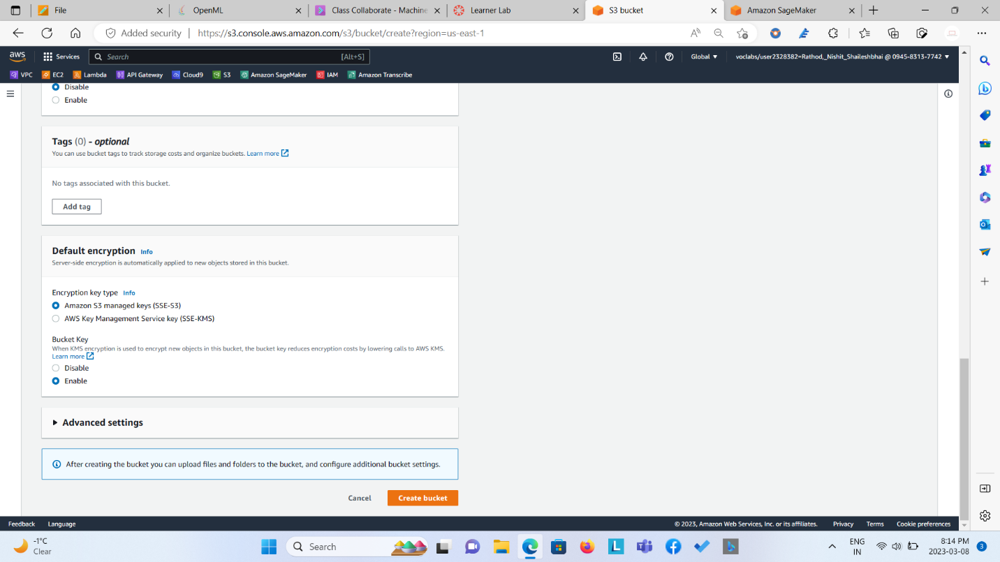 File
OpenML
Class Collaborate - Machine
Learner Lab
S3 bucket
Amazon SageMaker
Added security
https://s3.console.aws.amazon.com/s3/bucket/create?region=us-east-1
aws
Services
Search
[Alt+S]
Global
voclabs/user2328382=Rathod,_Nishit_Shaileshbhai @ 0945-8313-7742
VPC
EC2
Lambda
API Gateway
Cloud9
S3
Amazon SageMaker
IAM
Amazon Transcribe
Disable
Enable
Tags (0) - optional
You can use bucket tags to track storage costs and organize buckets. Learn more
No tags associated with this bucket.
Add tag
Default encryption Info
Server-side encryption is automatically applied to new objects stored in this bucket.
Encryption key type Info
Amazon S3 managed keys (SSE-S3)
AWS Key Management Service key (SSE-KMS)
Bucket Key
When KMS encryption is used to encrypt new objects in this bucket, the bucket key reduces encryption costs by lowering calls to AWS KMS.
Learn more
Disable
Enable
Advanced settings
After creating the bucket you can upload files and folders to the bucket, and configure additional bucket settings.
Cancel
Create bucket
Feedback
Language
© 2023, Amazon Web Services, Inc. or its affiliates.
Privacy
Terms
Cookie preferences
-1°C
Clear
Search
ENG
IN
8:14 PM
2023-03-08
3